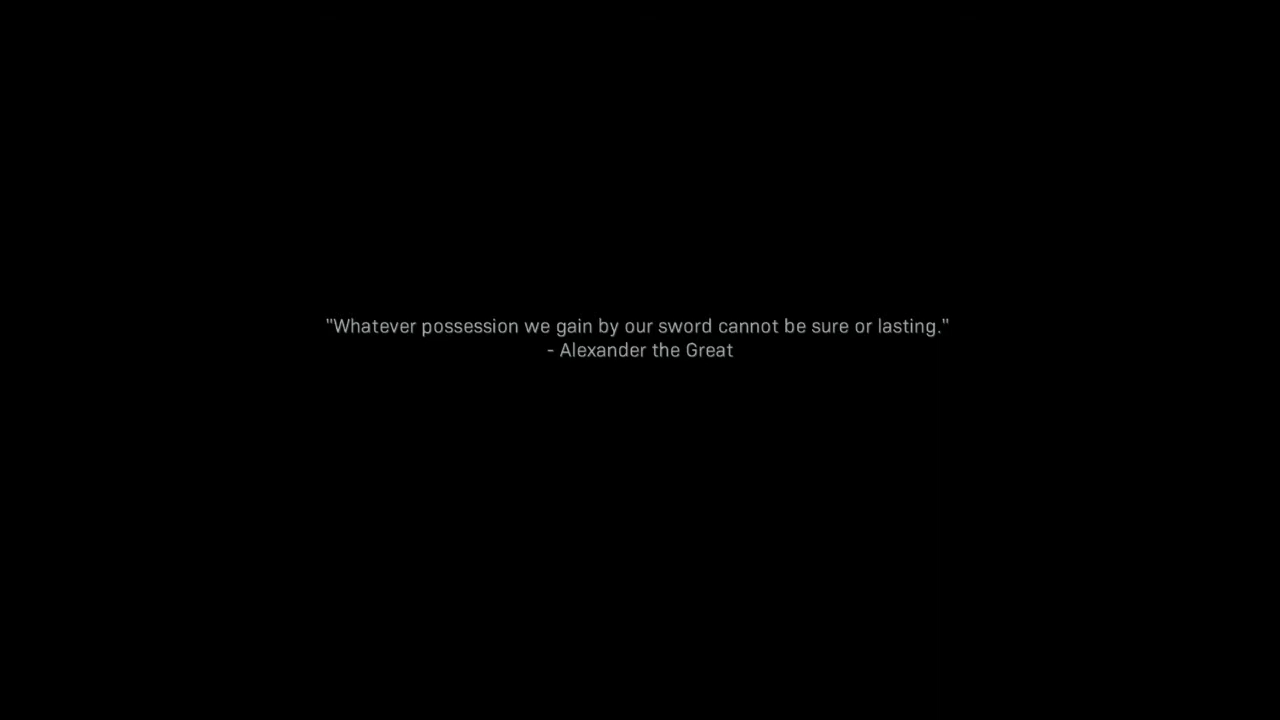 "Whatever possession we gain by our sword cannot be sure or lasting."
- Alexander the Great